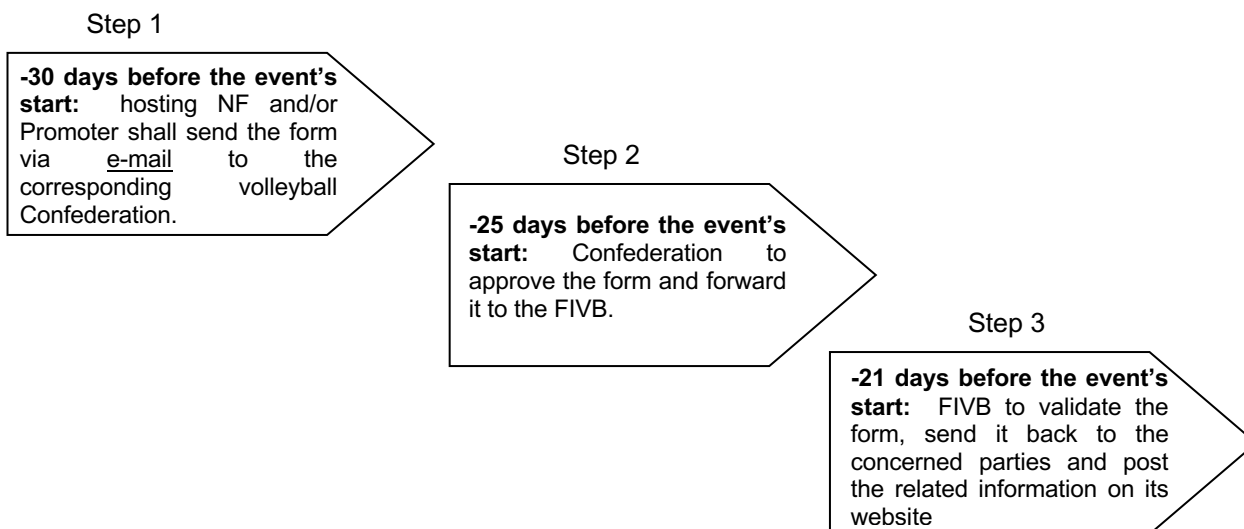 Step 1
-30 days before the event’s
start: hosting NF and/or
Promoter shall send the form
via e-mail to the
corresponding volleyball
Confederation.
Step 2
-25 days before the event’s
start: Confederation to
approve the form and forward
it to the FIVB.
Step 3
-21 days before the event’s
start: FIVB to validate the
form, send it back to the
concerned parties and post
the related information on its
website